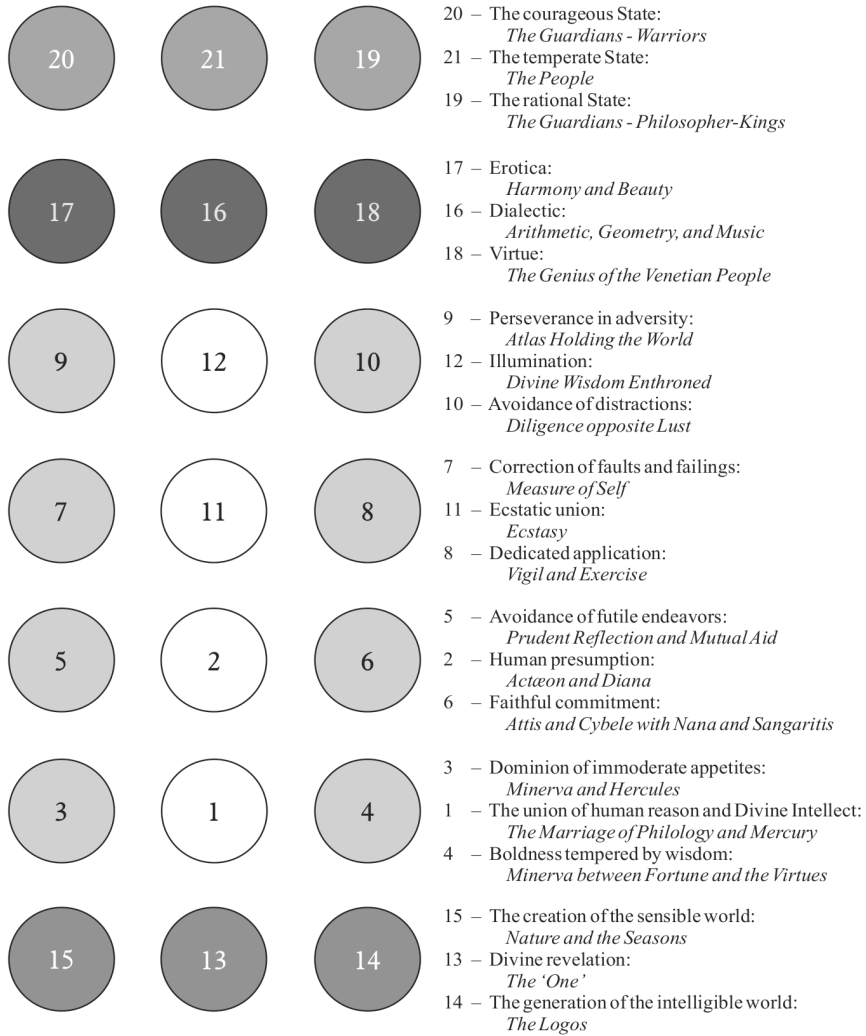 20 21 19
20 – The courageous State:
The Guardians - Warriors
21 – The temperate State:
The People
19 – The rational State:
The Guardians - Philosopher-Kings
17 16 18
17 – Erotica:
Harmony and Beauty
16 – Dialectic:
Arithmetic, Geometry, and Music
18 – Virtue:
The Genius of the Venetian People
9 12 10
9 – Perseverance in adversity:
Atlas Holding the World
12 – Illumination:
Divine Wisdom Enthroned
10 – Avoidance of distractions:
Diligence opposite Lust
7 11 8
7 – Correction of faults and failings:
Measure of Self
11 – Ecstatic union:
Ecstasy
8 – Dedicated application:
Vigil and Exercise
5 2 6
5 – Avoidance of futile endeavors:
Prudent Reflection and Mutual Aid
2 – Human presumption:
Actæon and Diana
6 – Faithful commitment:
Attis and Cybele with Nana and Sangaritis
3 1 4
3 – Dominion of immoderate appetites:
Minerva and Hercules
1 – The union of human reason and Divine Intellect:
The Marriage of Philology and Mercury
4 – Boldness tempered by wisdom:
Minerva between Fortune and the Virtues
15 13 14
15 – The creation of the sensible world:
Nature and the Seasons
13 – Divine revelation:
The ‘One’
14 – The generation of the intelligible world:
The Logos